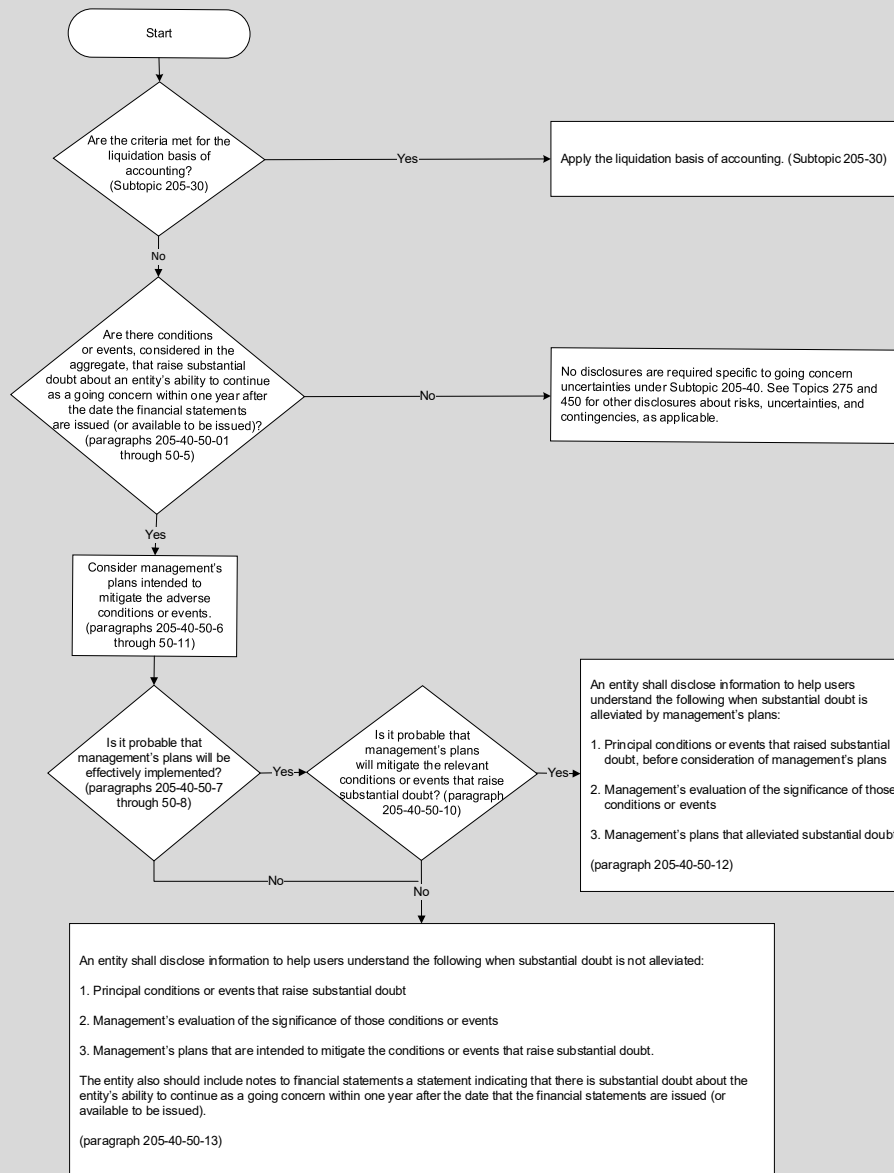 Start
Are the criteria met for the
liquidation basis of
accounting?
(Subtopic 205-30)
Yes
Apply the liquidation basis of accounting. (Subtopic 205-30)
No
Are there conditions
or events, considered in the
aggregate, that raise substantial
doubt about an entity's ability to continue
as a going concern within one year after
the date the financial statements
are issued (or available to be issued)?
(paragraphs 205-40-50-01
through 50-5)
No
No disclosures are required specific to going concern
uncertainties under Subtopic 205-40. See Topics 275 and
450 for other disclosures about risks, uncertainties, and
contingencies, as applicable.
Yes
Consider management's
plans intended to
mitigate the adverse
conditions or events.
(paragraphs 205-40-50-6
through 50-11)
Is it probable that
management's plans will be
effectively implemented?
(paragraphs 205-40-50-7
through 50-8)
Yes
Is it probable that
management's plans
will mitigate the relevant
conditions or events that raise
substantial doubt? (paragraph
205-40-50-10)
Yes
An entity shall disclose information to help users
understand the following when substantial doubt is
alleviated by management's plans:
1. Principal conditions or events that raised substantial
doubt, before consideration of management's plans
2. Management's evaluation of the significance of those
conditions or events
3. Management's plans that alleviated substantial doubt
(paragraph 205-40-50-12)
No
No
An entity shall disclose information to help users understand the following when substantial doubt is not alleviated:
1. Principal conditions or events that raise substantial doubt
2. Management's evaluation of the significance of those conditions or events
3. Management's plans that are intended to mitigate the conditions or events that raise substantial doubt.
The entity also should include notes to financial statements a statement indicating that there is substantial doubt about the
entity's ability to continue as a going concern within one year after the date that the financial statements are issued (or
available to be issued).
(paragraph 205-40-50-13)